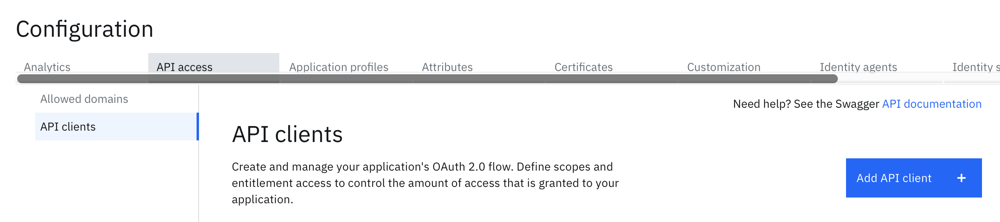 Configuration
Analytics
API access
Application profiles
Attributes
Certificates
Customization
Identity agents
Identity s
Allowed domains
API clients
Need help? See the Swagger API documentation
API clients
Create and manage your application's OAuth 2.0 flow. Define scopes and
entitlement access to control the amount of access that is granted to your
application.
Add API client +